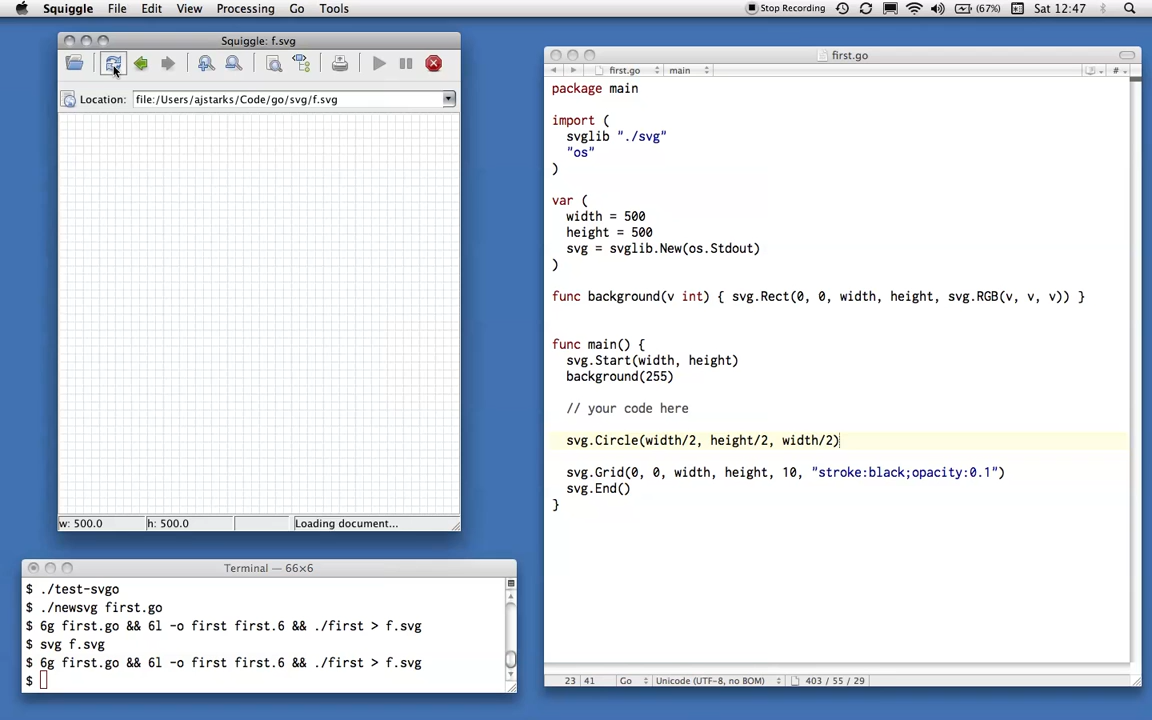 Squiggle File Edit View Processing Go Tools Stop Recording (67%) Sat 12:47
Squiggle: f.svg
Location: file:/Users/ajstarks/Code/go/svg/f.svg
w: 500.0 h: 500.0 Loading document...
Terminal — 66×6
$ ./test-svgo
$ ./newsvg first.go
$ 6g first.go && 6l -o first first.6 && ./first > f.svg
$ svg f.svg
$ 6g first.go && 6l -o first first.6 && ./first > f.svg
$
first.go
first.go main #
package main
import (
svglib "./svg"
"os"
)
var (
width = 500
height = 500
svg = svglib.New(os.Stdout)
)
func background(v int) { svg.Rect(0, 0, width, height, svg.RGB(v, v, v)) }
func main() {
svg.Start(width, height)
background(255)
// your code here
svg.Circle(width/2, height/2, width/2)
svg.Grid(0, 0, width, height, 10, "stroke:black;opacity:0.1")
svg.End()
}
23 41 Go Unicode (UTF-8, no BOM) 403 / 55 / 29